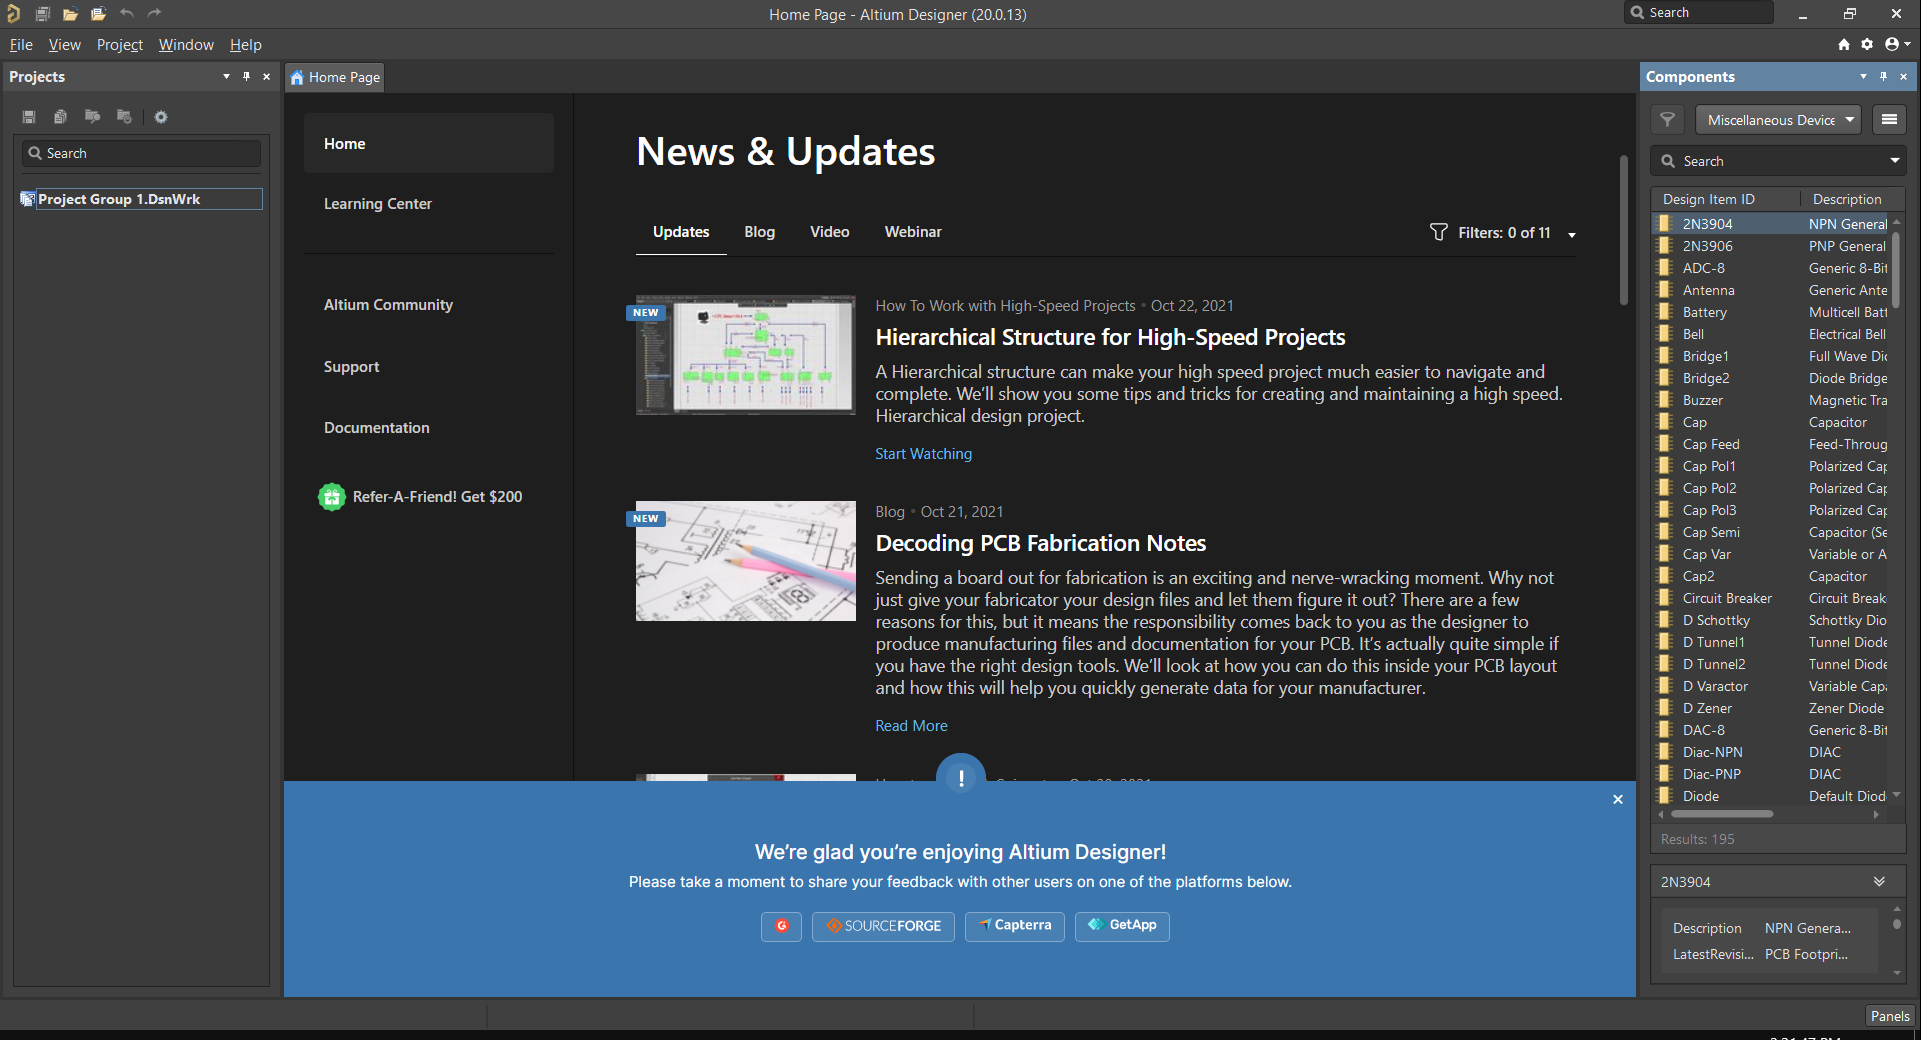 Home Page - Altium Designer (20.0.13)
Search
File View Project Window Help
Projects
Search
Project Group 1.DsnWrk
Home Page
Home
Learning Center
Altium Community
Support
Documentation
Refer-A-Friend! Get $200
News & Updates
Updates Blog Video Webinar
Filters: 0 of 11
NEW
How To Work with High-Speed Projects • Oct 22, 2021
Hierarchical Structure for High-Speed Projects
A Hierarchical structure can make your high speed project much easier to navigate and
complete. We'll show you some tips and tricks for creating and maintaining a high speed.
Hierarchical design project.
Start Watching
NEW
Blog • Oct 21, 2021
Decoding PCB Fabrication Notes
Sending a board out for fabrication is an exciting and nerve-wracking moment. Why not
just give your fabricator your design files and let them figure it out? There are a few
reasons for this, but it means the responsibility comes back to you as the designer to
produce manufacturing files and documentation for your PCB. It's actually quite simple if
you have the right design tools. We'll look at how you can do this inside your PCB layout
and how this will help you quickly generate data for your manufacturer.
Read More
!
We're glad you're enjoying Altium Designer!
Please take a moment to share your feedback with other users on one of the platforms below.
SOURCEFORGE Capterra GetApp
Components
Miscellaneous Device
Search
Design Item ID Description
2N3904 NPN General
2N3906 PNP General
ADC-8 Generic 8-Bit
Antenna Generic Ante
Battery Multicell Batt
Bell Electrical Bell
Bridge1 Full Wave Dio
Bridge2 Diode Bridge
Buzzer Magnetic Tra
Cap Capacitor
Cap Feed Feed-Throug
Cap Pol1 Polarized Cap
Cap Pol2 Polarized Cap
Cap Pol3 Polarized Cap
Cap Semi Capacitor (Se
Cap Var Variable or A
Cap2 Capacitor
Circuit Breaker Circuit Break
D Schottky Schottky Dio
D Tunnel1 Tunnel Diode
D Tunnel2 Tunnel Diode
D Varactor Variable Capa
D Zener Zener Diode
DAC-8 Generic 8-Bit
Diac-NPN DIAC
Diac-PNP DIAC
Diode Default Diod
Results: 195
2N3904
Description NPN Genera...
LatestRevisi... PCB Footpri...
Panels